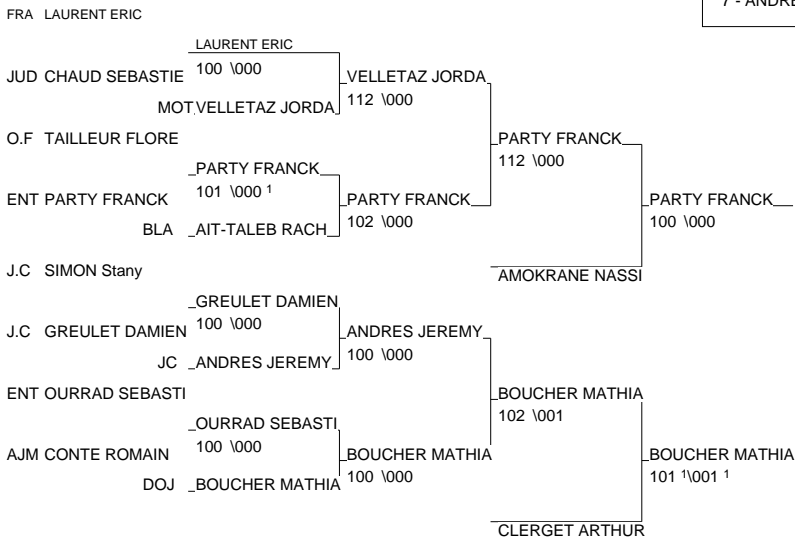 7 - ANDRE
FRA LAURENT ERIC
LAURENT ERIC
100 \000
JUD CHAUD SEBASTIE
VELLETAZ JORDA
112 \000
MOT VELLETAZ JORDA
O.F TAILLEUR FLORE
PARTY FRANCK
112 \000
PARTY FRANCK
101 \000 ¹
ENT PARTY FRANCK
PARTY FRANCK
102 \000
PARTY FRANCK
100 \000
BLA AIT-TALEB RACH
J.C SIMON Stany
AMOKRANE NASSI
GREULET DAMIEN
100 \000
J.C GREULET DAMIEN
ANDRES JEREMY
100 \000
JC ANDRES JEREMY
ENT OURRAD SEBASTI
BOUCHER MATHIA
102 \001
OURRAD SEBASTI
100 \000
AJM CONTE ROMAIN
BOUCHER MATHIA
100 \000
BOUCHER MATHIA
101 ¹\001 ¹
DOJ BOUCHER MATHIA
CLERGET ARTHUR